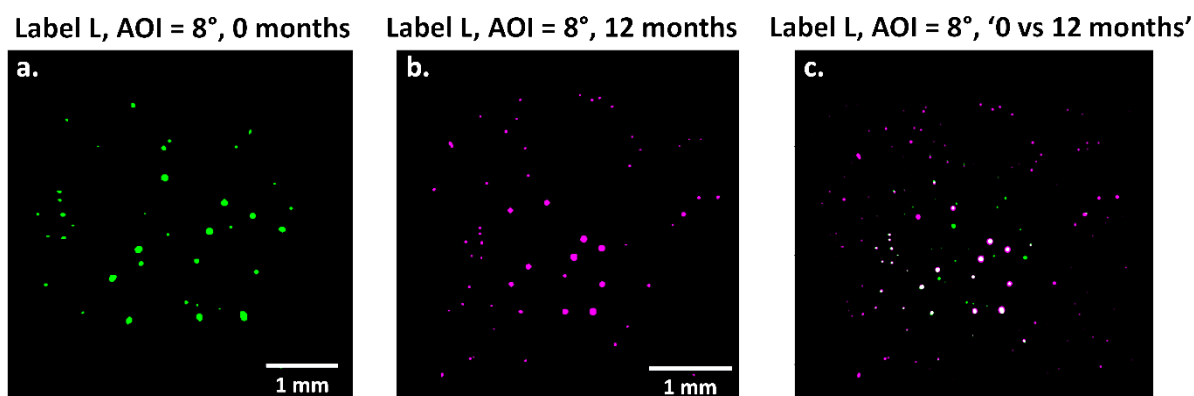 Label L, AOI = 8°, 0 months
Label L, AOI = 8°, 12 months
Label L, AOI = 8°, ‘0 vs 12 months’
a.
b.
c.
1 mm
1 mm